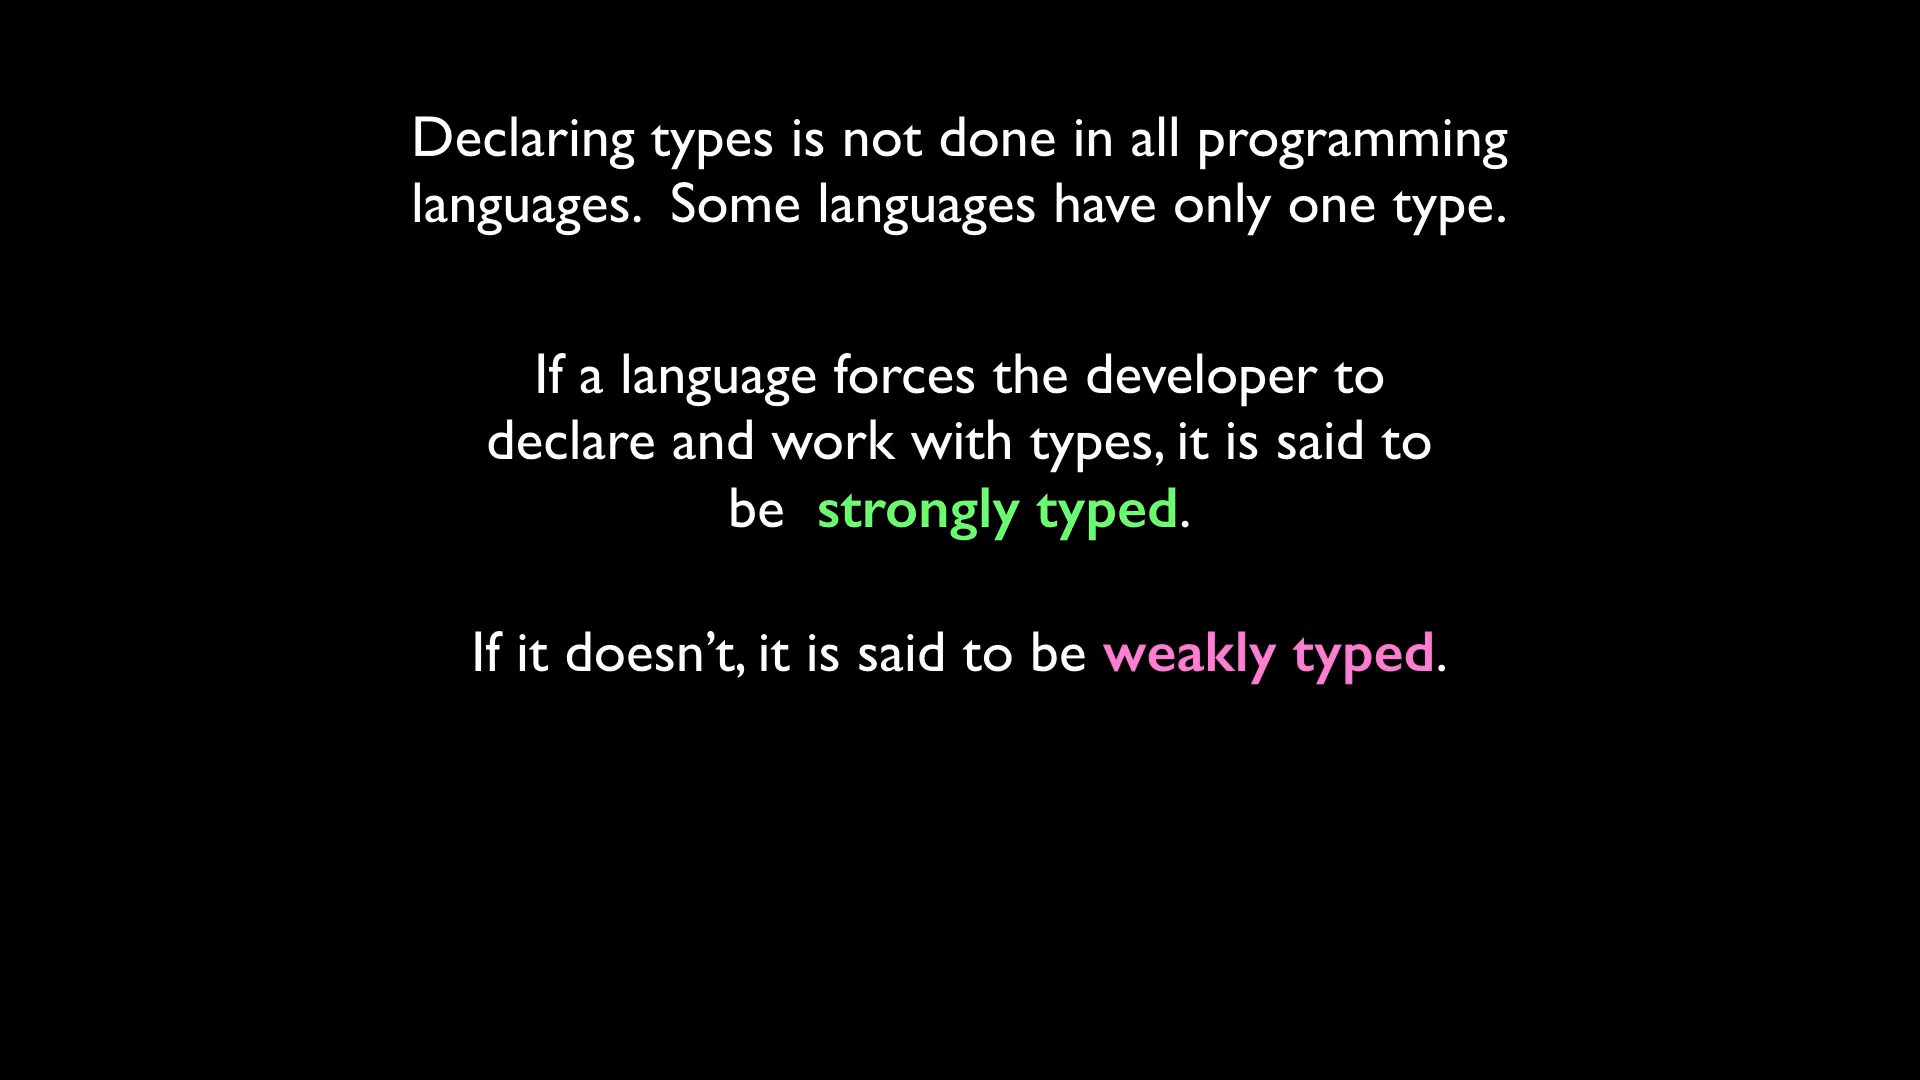 Declaring types is not done in all programming
languages.  Some languages have only one type.
If a language forces the developer to
declare and work with types, it is said to
be  strongly typed.
If it doesn’t, it is said to be weakly typed.